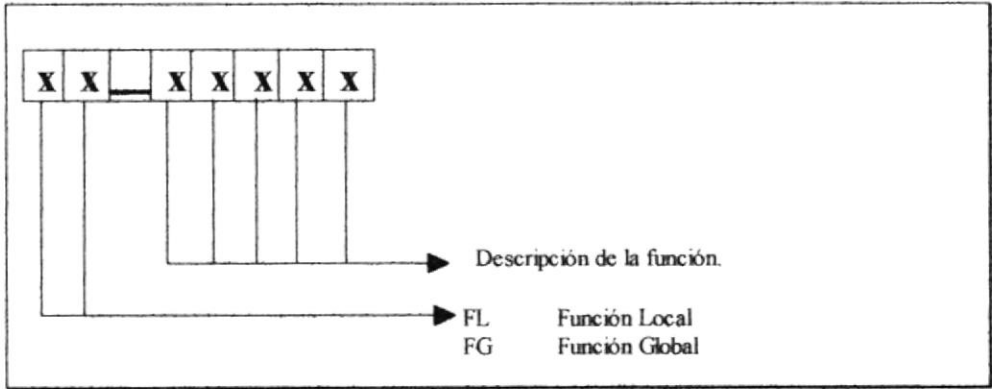 X X _ X X X X X
Descripción de la función.
FL Función Local
FG Función Global